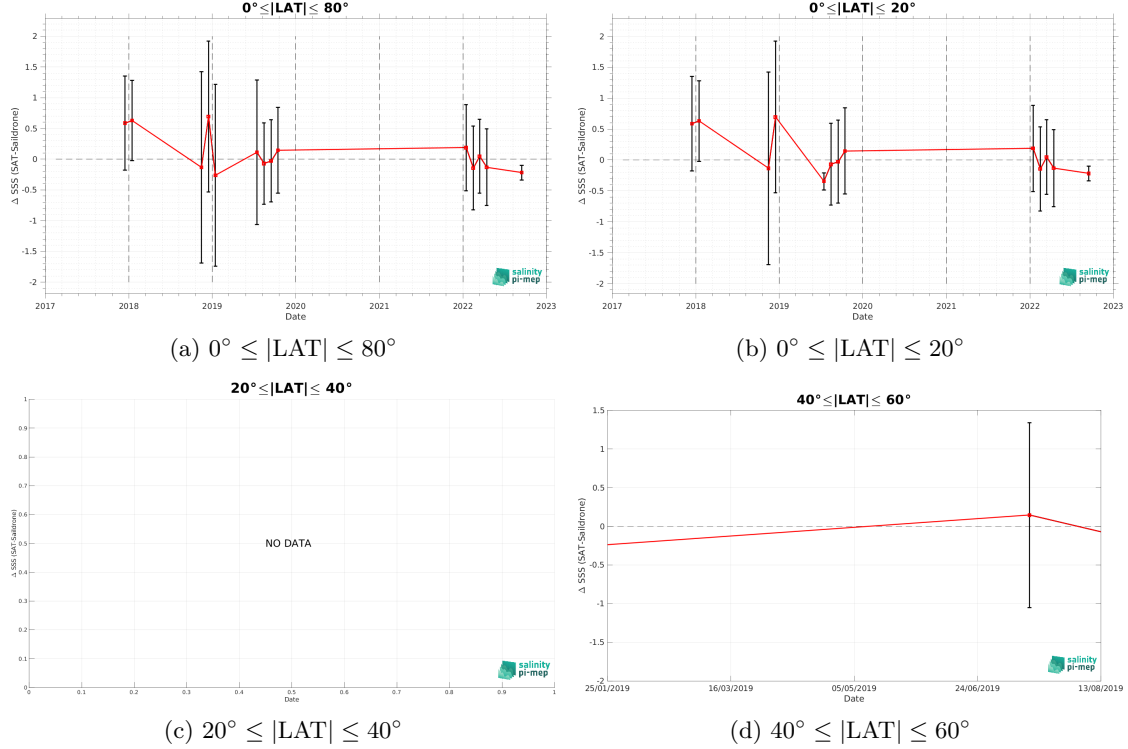 0°≤|LAT|≤ 80°
2
1.5
1
0.5
0
-0.5
-1
-1.5
-2
Δ SSS (SAT-Saildrone)
2017 2018 2019 2020 2021 2022 2023
Date
salinity
pi-mep
(a) 0° ≤ |LAT| ≤ 80°
0°≤|LAT|≤ 20°
2
1.5
1
0.5
0
-0.5
-1
-1.5
-2
Δ SSS (SAT-Saildrone)
2017 2018 2019 2020 2021 2022 2023
Date
salinity
pi-mep
(b) 0° ≤ |LAT| ≤ 20°
20°≤|LAT|≤ 40°
1
0.9
0.8
0.7
0.6
0.5
0.4
0.3
0.2
0.1
0
Δ SSS (SAT-Saildrone)
NO DATA
0 0.1 0.2 0.3 0.4 0.5 0.6 0.7 0.8 0.9 1
Date
salinity
pi-mep
(c) 20° ≤ |LAT| ≤ 40°
40°≤|LAT|≤ 60°
1.5
1
0.5
0
-0.5
-1
-1.5
-2
Δ SSS (SAT-Saildrone)
25/01/2019 16/03/2019 05/05/2019 24/06/2019 13/08/2019
Date
salinity
pi-mep
(d) 40° ≤ |LAT| ≤ 60°